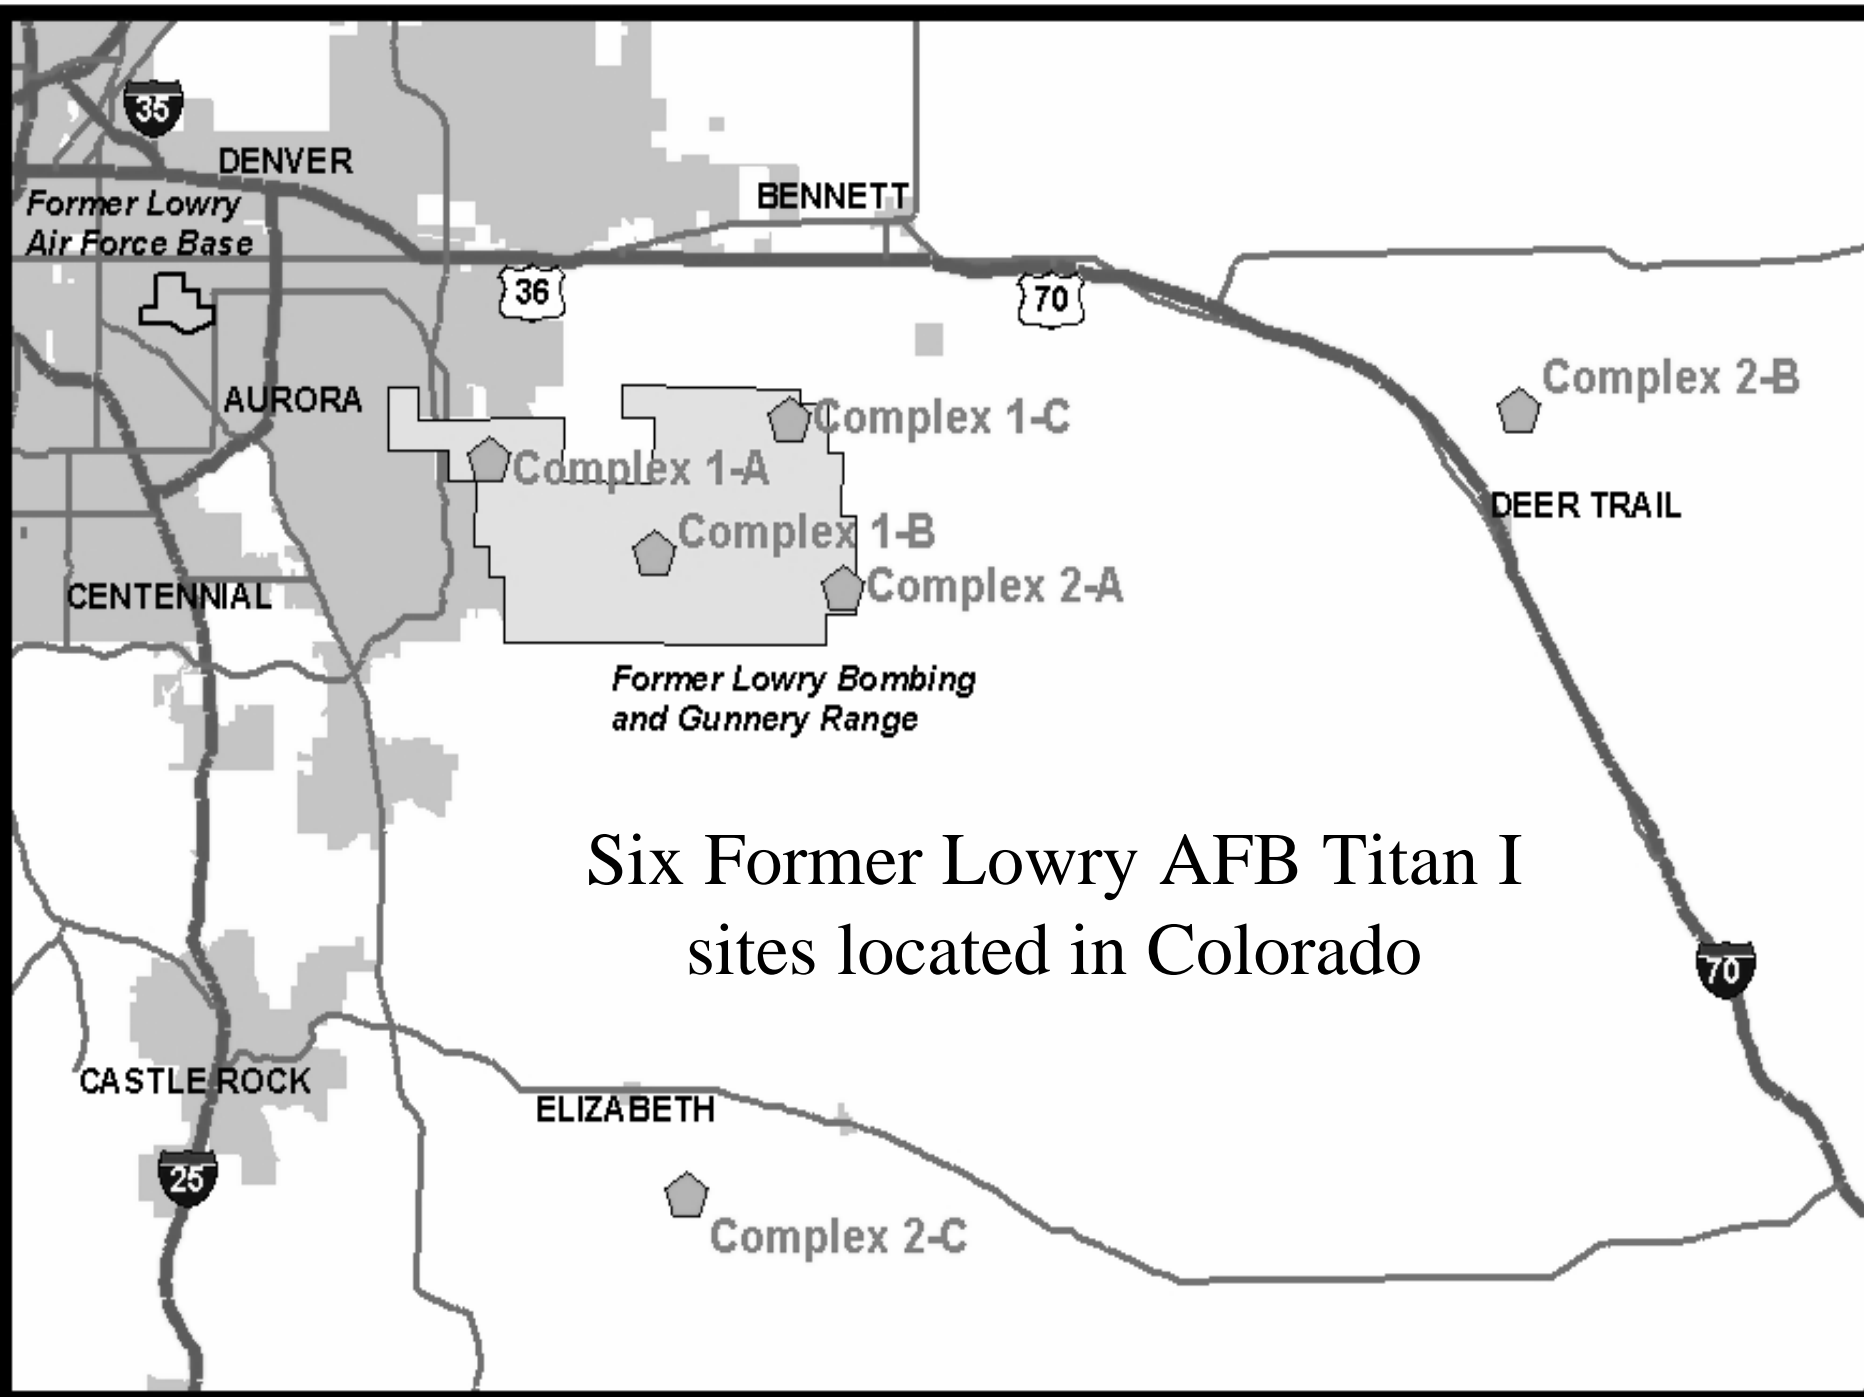 35
DENVER
BENNETT
Former Lowry
Air Force Base
36
70
Complex 2-B
AURORA
Complex 1-C
Complex 1-A
DEER TRAIL
Complex 1-B
CENTENNIAL
Complex 2-A
Former Lowry Bombing
and Gunnery Range
Six Former Lowry AFB Titan I
sites located in Colorado
70
CASTLE ROCK
ELIZABETH
25
Complex 2-C